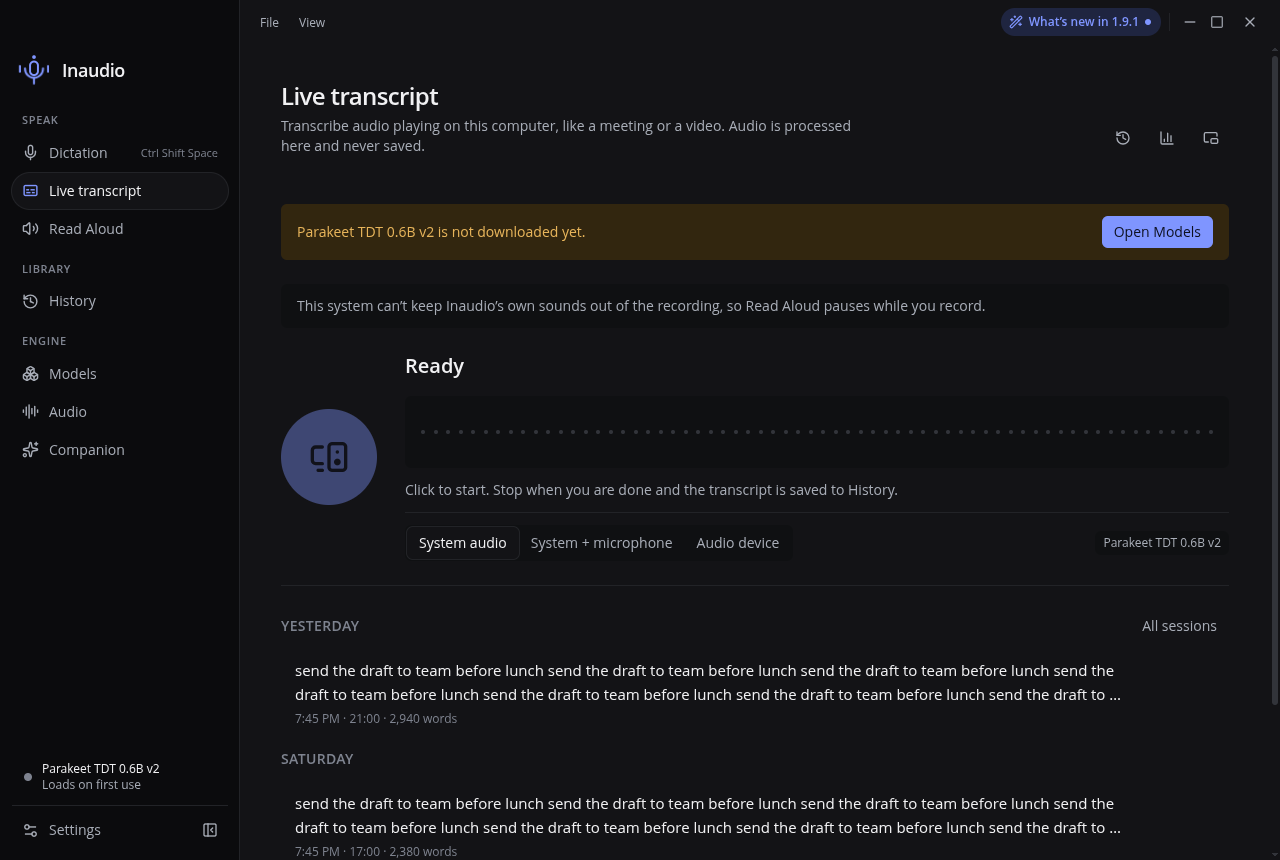 File View
What's new in 1.9.1
Inaudio
SPEAK
Dictation Ctrl Shift Space
Live transcript
Read Aloud
LIBRARY
History
ENGINE
Models
Audio
Companion
Parakeet TDT 0.6B v2
Loads on first use
Settings
Live transcript
Transcribe audio playing on this computer, like a meeting or a video. Audio is processed
here and never saved.
Parakeet TDT 0.6B v2 is not downloaded yet.
Open Models
This system can’t keep Inaudio’s own sounds out of the recording, so Read Aloud pauses while you record.
Ready
Click to start. Stop when you are done and the transcript is saved to History.
System audio System + microphone Audio device
Parakeet TDT 0.6B v2
YESTERDAY
All sessions
send the draft to team before lunch send the draft to team before lunch send the draft to team before lunch send the
draft to team before lunch send the draft to team before lunch send the draft to team before lunch send the draft to ...
7:45 PM · 21:00 · 2,940 words
SATURDAY
send the draft to team before lunch send the draft to team before lunch send the draft to team before lunch send the
draft to team before lunch send the draft to team before lunch send the draft to team before lunch send the draft to ...
7:45 PM · 17:00 · 2,380 words